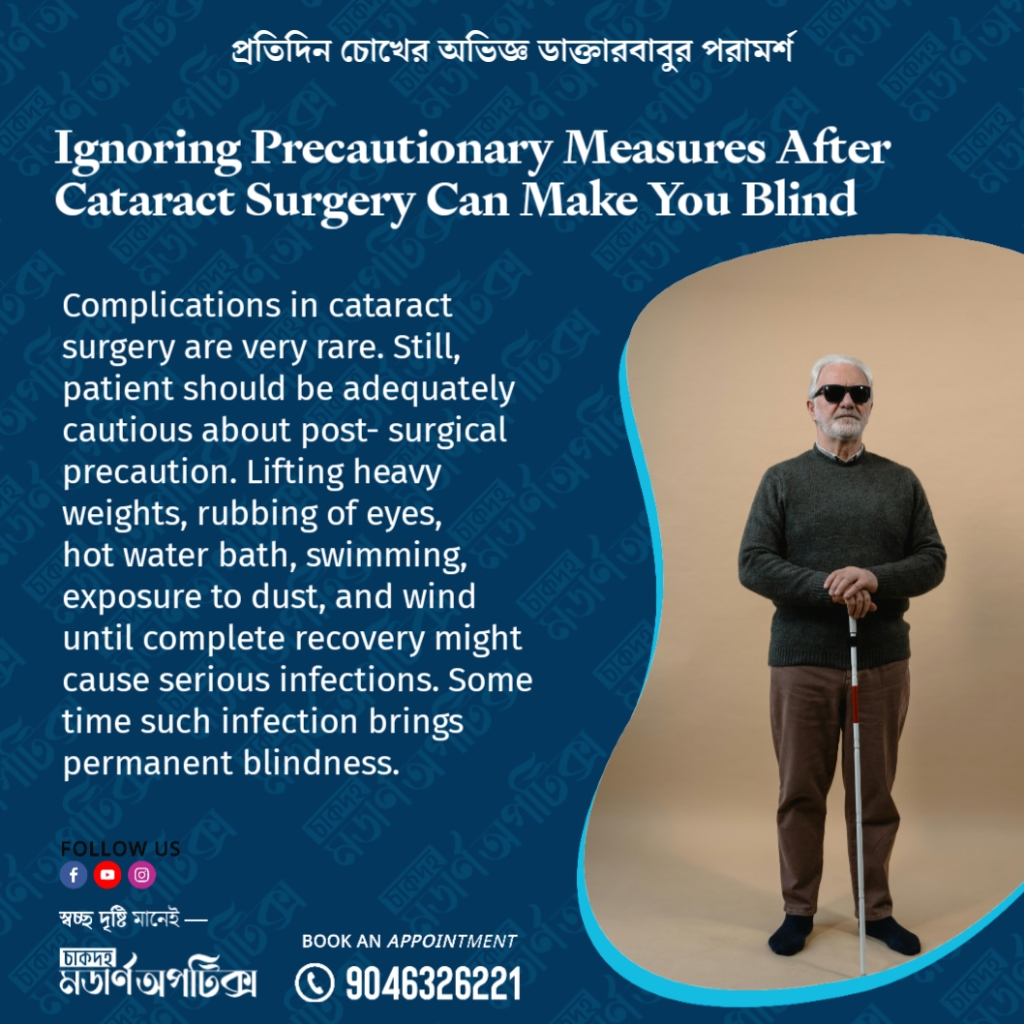 প্রতিদিন চোখের অভিজ্ঞ ডাক্তারবাবুর পরামর্শ
Ignoring Precautionary Measures After
Cataract Surgery Can Make You Blind
Complications in cataract
surgery are very rare. Still,
patient should be adequately
cautious about post- surgical
precaution. Lifting heavy
weights, rubbing of eyes,
hot water bath, swimming,
exposure to dust, and wind
until complete recovery might
cause serious infections. Some
time such infection brings
permanent blindness.
FOLLOW US
স্বচ্ছ দৃষ্টি মানেই —
চাকদহ
মডার্ণ অপটিক্স
BOOK AN APPOINTMENT
9046326221